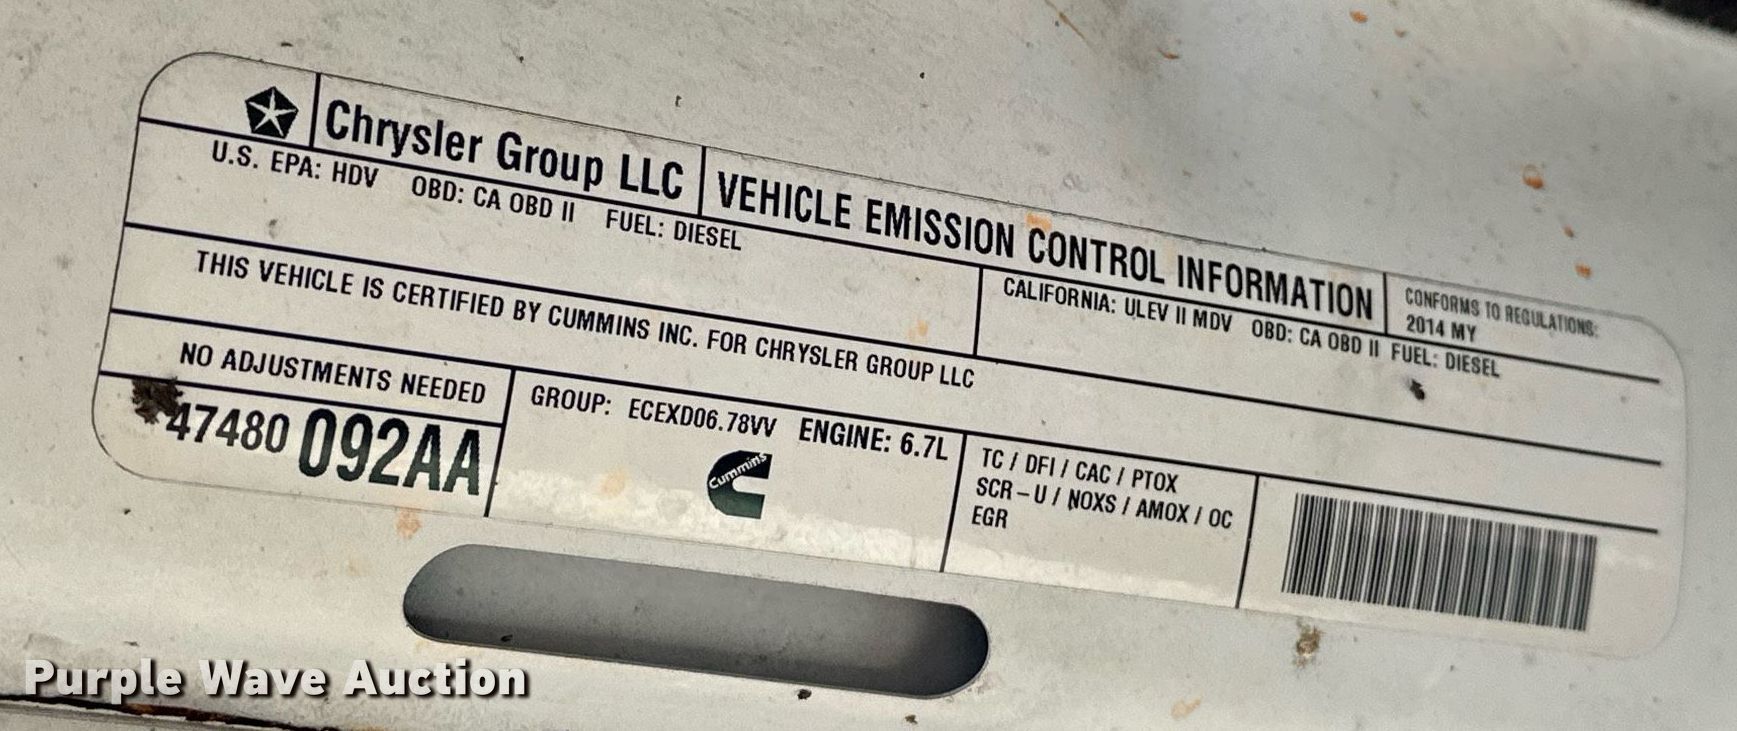 Chrysler Group LLC
VEHICLE EMISSION CONTROL INFORMATION
CONFORMS TO REGULATIONS:
2014 MY
U.S. EPA: HDV OBD: CA OBD II FUEL: DIESEL
CALIFORNIA: ULEV II MDV OBD: CA OBD II FUEL: DIESEL
THIS VEHICLE IS CERTIFIED BY CUMMINS INC. FOR CHRYSLER GROUP LLC
NO ADJUSTMENTS NEEDED
47480 092AA
GROUP: ECEXD06.78VV ENGINE: 6.7L
Cummins
TC / DFI / CAC / PTOX
SCR-U / NOXS / AMOX / OC
EGR
Purple Wave Auction